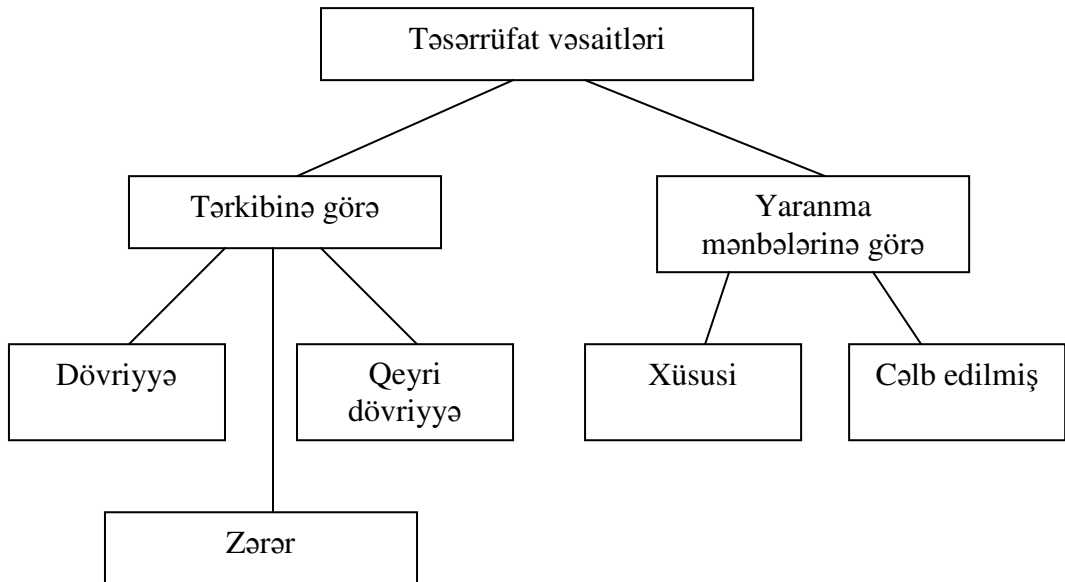 Təsərrüfat vəsaitləri
Tərkibinə görə
Yaranma
mənbələrinə görə
Dövriyyə
Qeyri
dövriyyə
Xüsusi
Cəlb edilmiş
Zərər